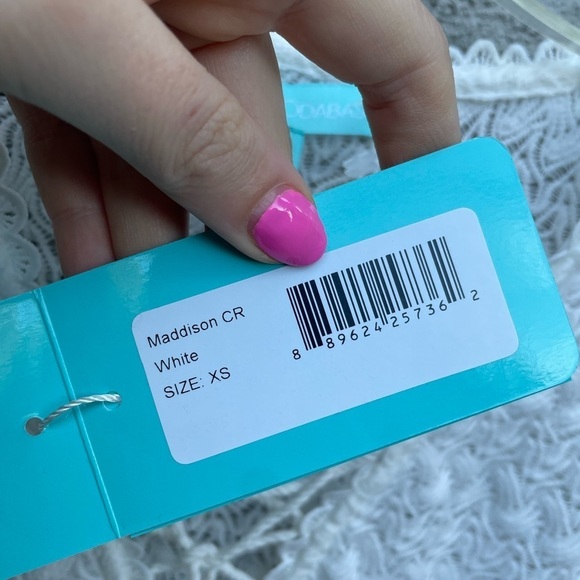 Maddison CR
White
SIZE: XS
8 89624 25736 2